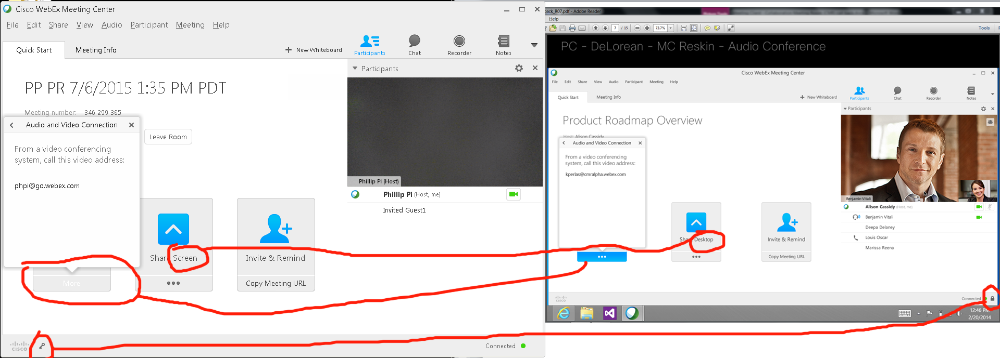 Cisco WebEx Meeting Center
File Edit Share View Audio Participant Meeting Help
Quick Start Meeting Info
New Whiteboard
Participants Chat Recorder Notes
Participants
PP PR 7/6/2015 1:35 PM PDT
Meeting number: 346 299 365
Audio and Video Connection
Leave Room
From a video conferencing
system, call this video address:
phpi@go.webex.com
Phillip Pi (Host)
Phillip Pi (Host, me)
Invited Guest1
Share Screen
Invite & Remind
More
Copy Meeting URL
cisco
Connected
pack_R07.pdf - Adobe Reader
Help
7 / 15 73.7% Tools
PC - DeLorean - MC Reskin - Audio Conference
Cisco WebEx Meeting Center
File Edit Share View Audio Participant Meeting Help
Quick Start Meeting Info
New Whiteboard
Participants Chat Recorder Notes
Participants
Product Roadmap Overview
Host: Alison Cassidy
Audio and Video Connection
From a video conferencing
system, call this video address:
kperlas@cmralpha.webex.com
Benjamin Vitali
Alison Cassidy (Host, me)
Benjamin Vitali
Deepa Delaney
Louis Oscar
Marissa Reena
Share Desktop
Invite & Remind
Copy Meeting URL
cisco
Connected
12:46 PM
2/20/2014